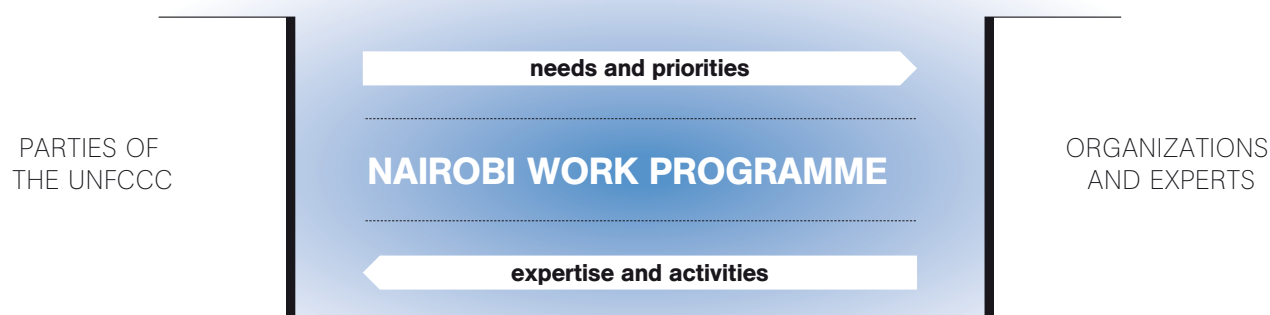 needs and priorities
PARTIES OF
THE UNFCCC
NAIROBI WORK PROGRAMME
ORGANIZATIONS
AND EXPERTS
expertise and activities